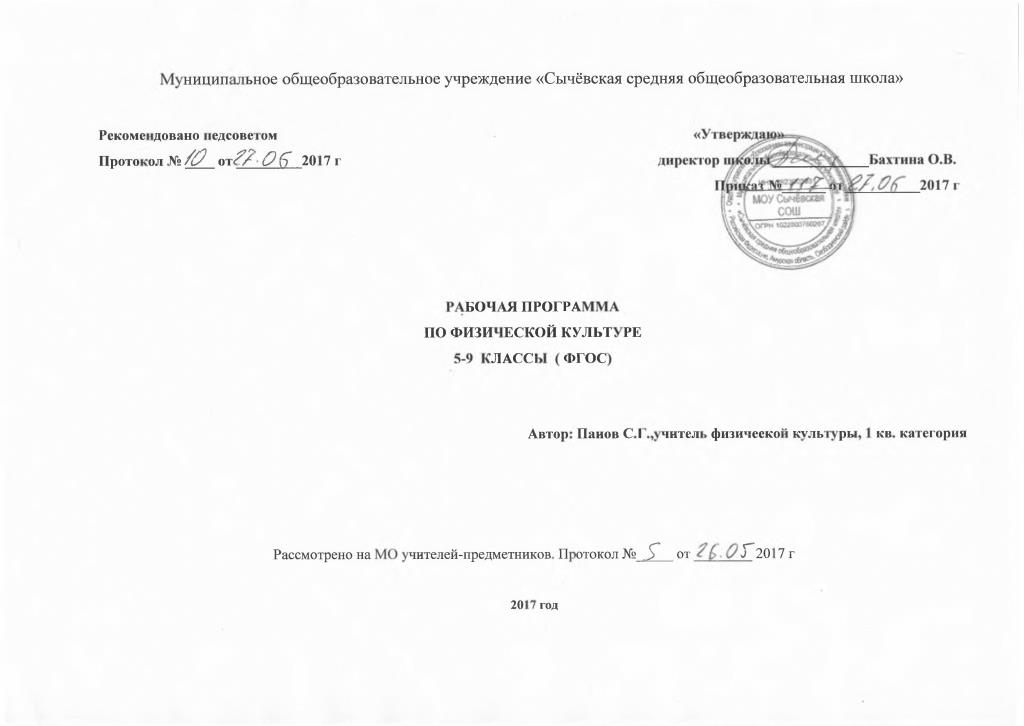 Муниципальное общеобразовательное учреждение «Сычёвская средняя общеобразовательная школа»
Рекомендовано педсоветом
Протокол № 10 от 27.06 2017 г
«Утверждаю»
директор школы Бахтина О.В.
Приказ № 117 от 27.06 2017 г
МОУ Сычёвская
СОШ
РАБОЧАЯ ПРОГРАММА
ПО ФИЗИЧЕСКОЙ КУЛЬТУРЕ
5-9 КЛАССЫ ( ФГОС)
Автор: Панов С.Г.,учитель физической культуры, 1 кв. категория
Рассмотрено на МО учителей-предметников. Протокол № 5 от 26.05 2017 г
2017 год